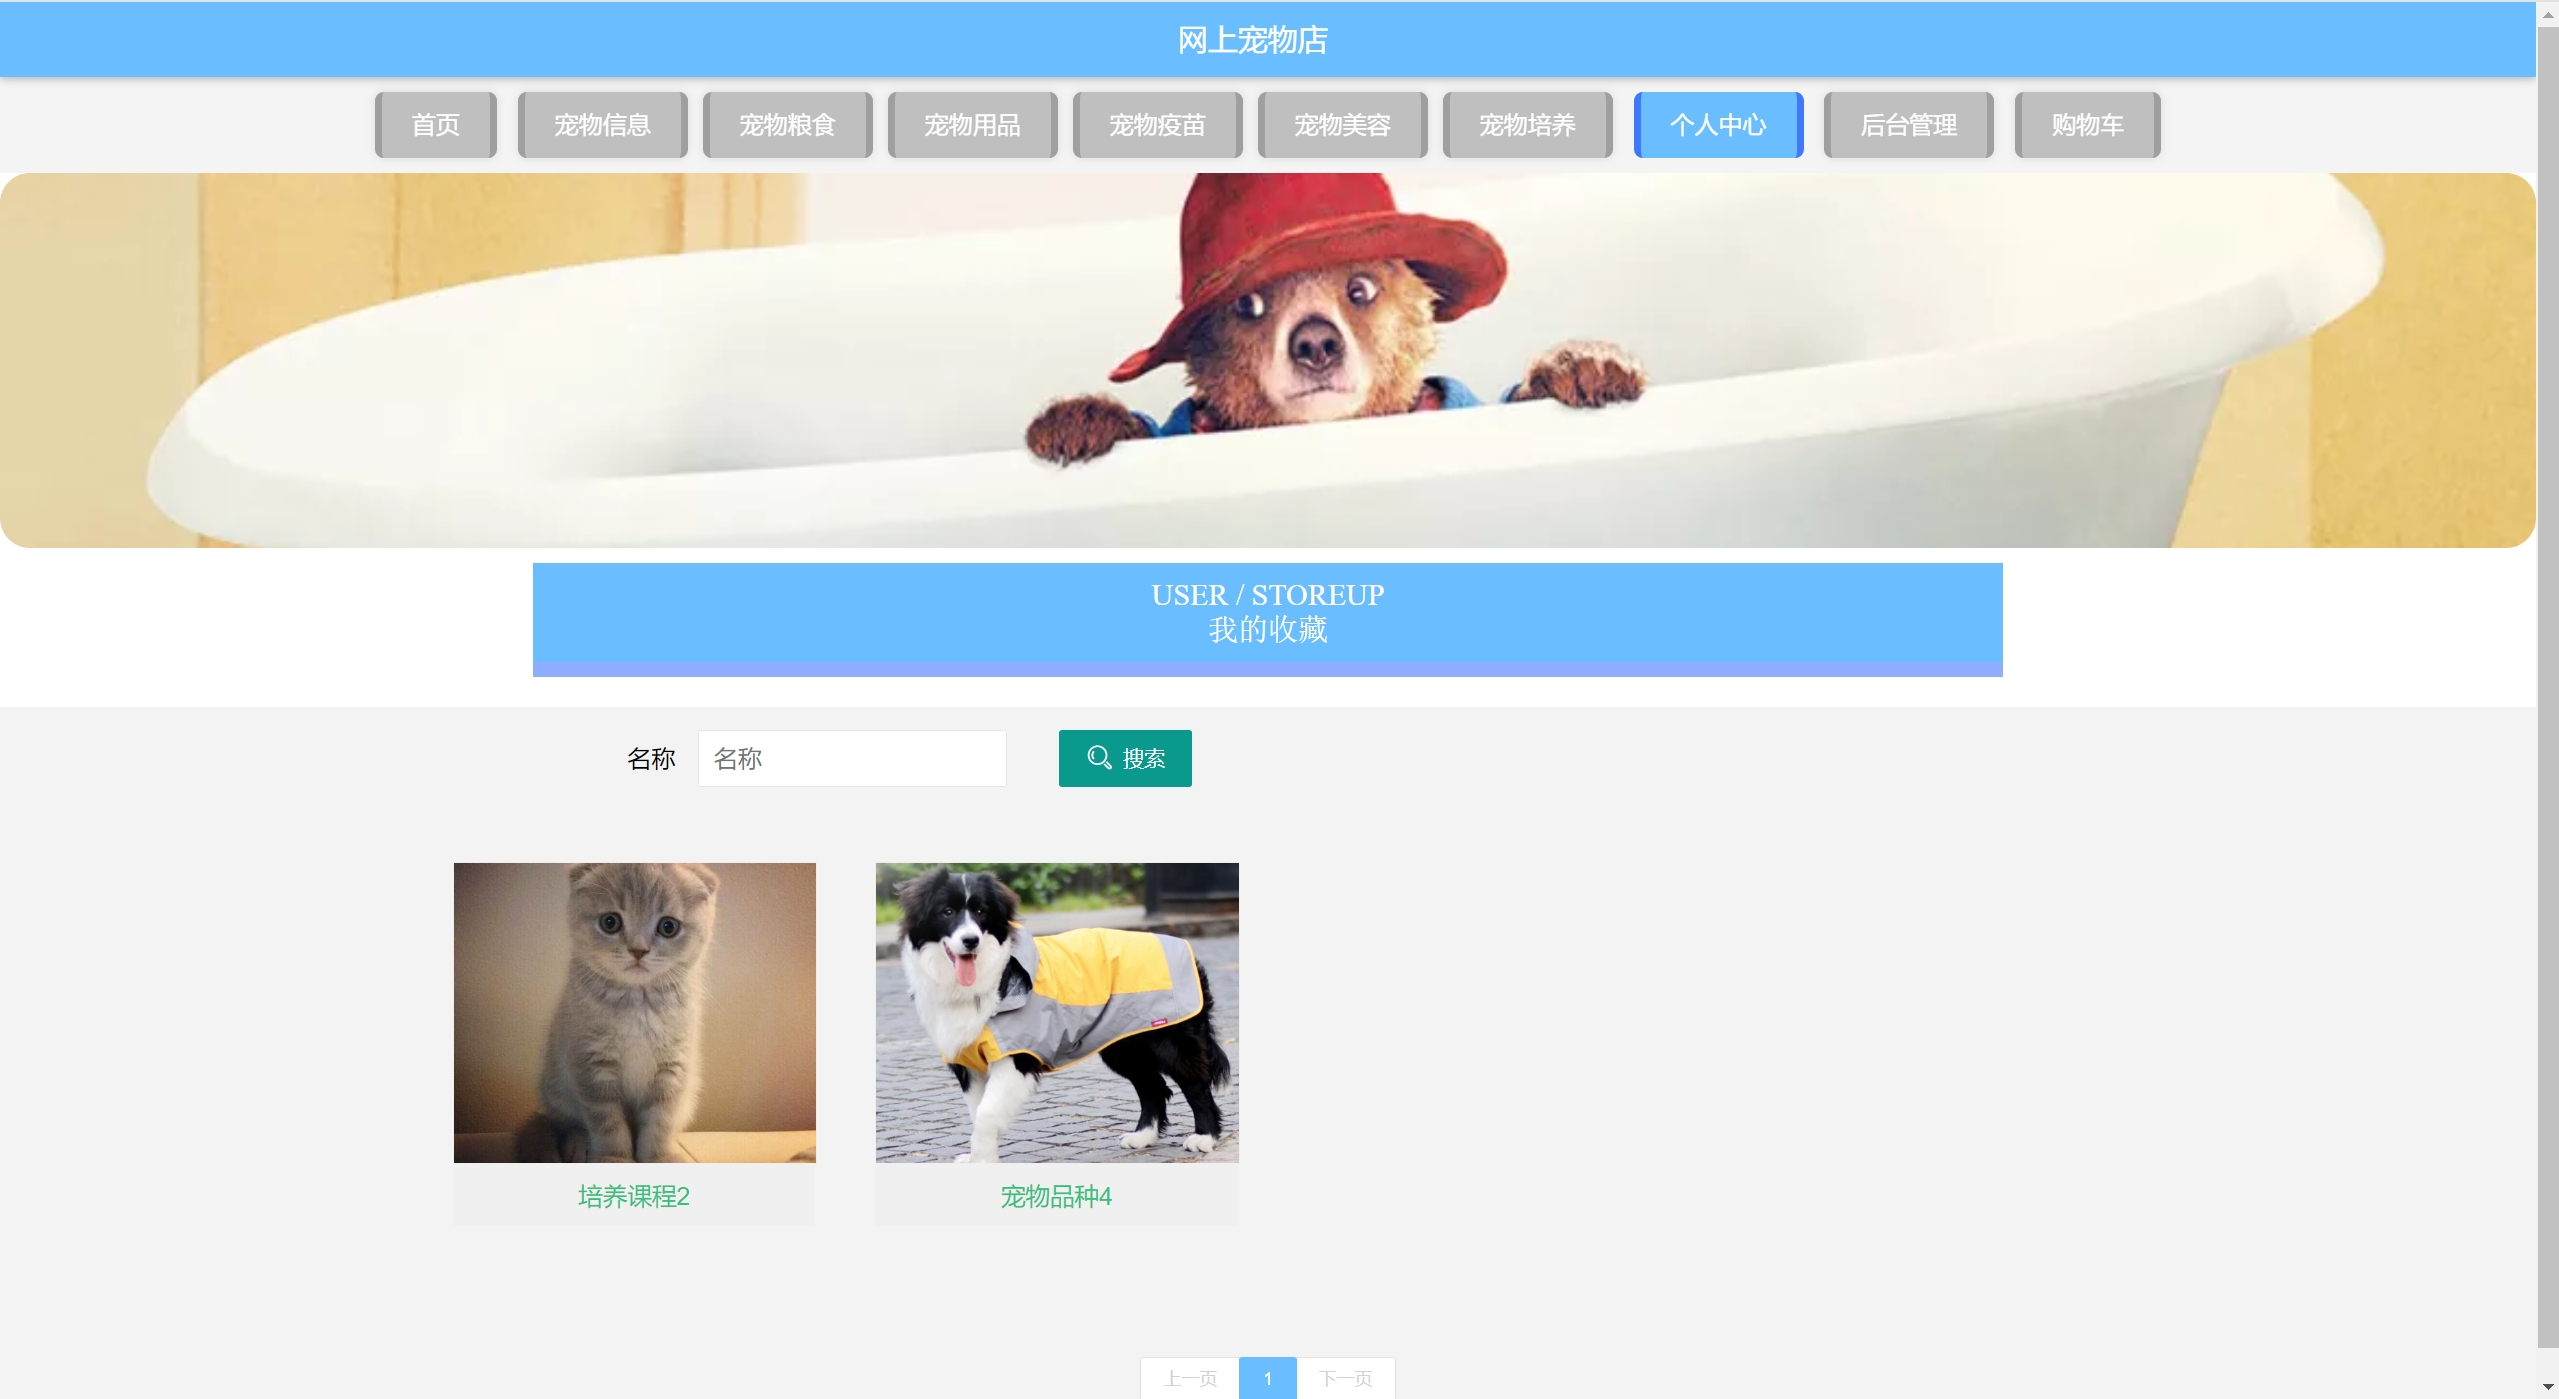 网上宠物店
首页 宠物信息 宠物粮食 宠物用品 宠物疫苗 宠物美容 宠物培养 个人中心 后台管理 购物车
USER / STOREUP
我的收藏
名称 名称 搜索
培养课程2 宠物品种4
上一页 1 下一页